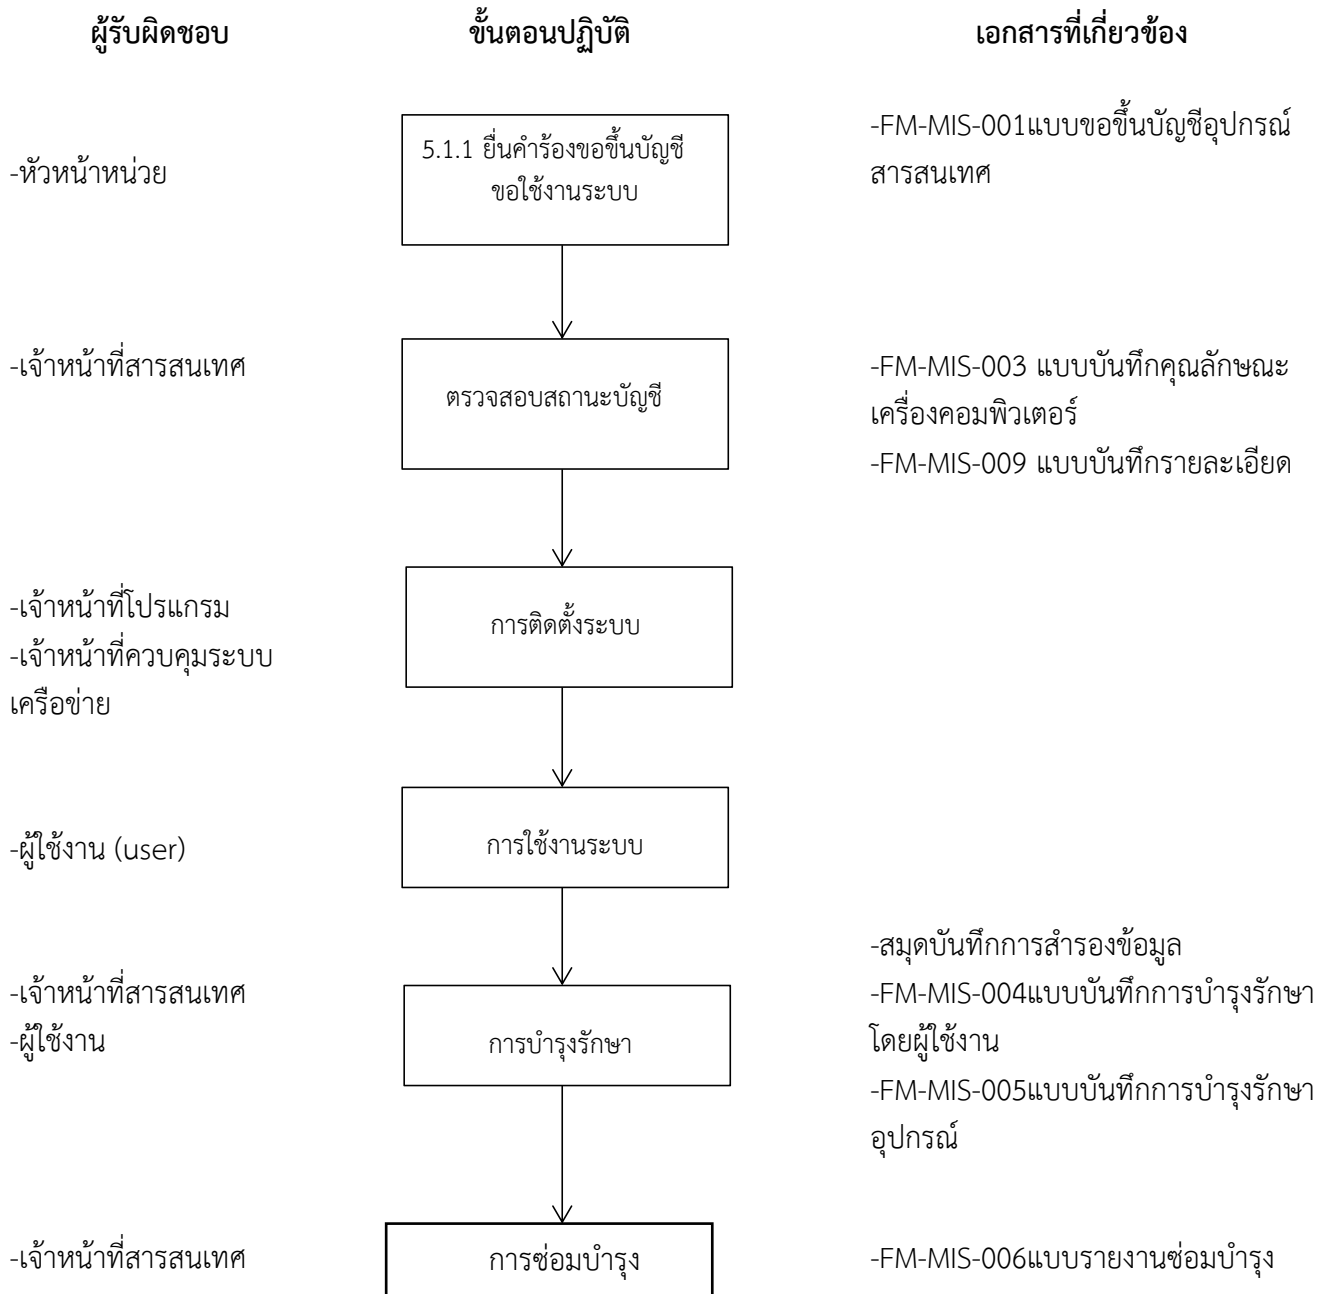 ผู้รับผิดชอบ ขั้นตอนปฏิบัติ เอกสารที่เกี่ยวข้อง
-หัวหน้าหน่วย
5.1.1 ยื่นคำร้องขอขึ้นบัญชี
ขอใช้งานระบบ
-FM-MIS-001แบบขอขึ้นบัญชีอุปกรณ์
สารสนเทศ
-เจ้าหน้าที่สารสนเทศ
ตรวจสอบสถานะบัญชี
-FM-MIS-003 แบบบันทึกคุณลักษณะ
เครื่องคอมพิวเตอร์
-FM-MIS-009 แบบบันทึกรายละเอียด
-เจ้าหน้าที่โปรแกรม
-เจ้าหน้าที่ควบคุมระบบ
เครือข่าย
การติดตั้งระบบ
-ผู้ใช้งาน (user)
การใช้งานระบบ
-เจ้าหน้าที่สารสนเทศ
-ผู้ใช้งาน
การบำรุงรักษา
-สมุดบันทึกการสำรองข้อมูล
-FM-MIS-004แบบบันทึกการบำรุงรักษา
โดยผู้ใช้งาน
-FM-MIS-005แบบบันทึกการบำรุงรักษา
อุปกรณ์
-เจ้าหน้าที่สารสนเทศ
การซ่อมบำรุง
-FM-MIS-006แบบรายงานซ่อมบำรุง